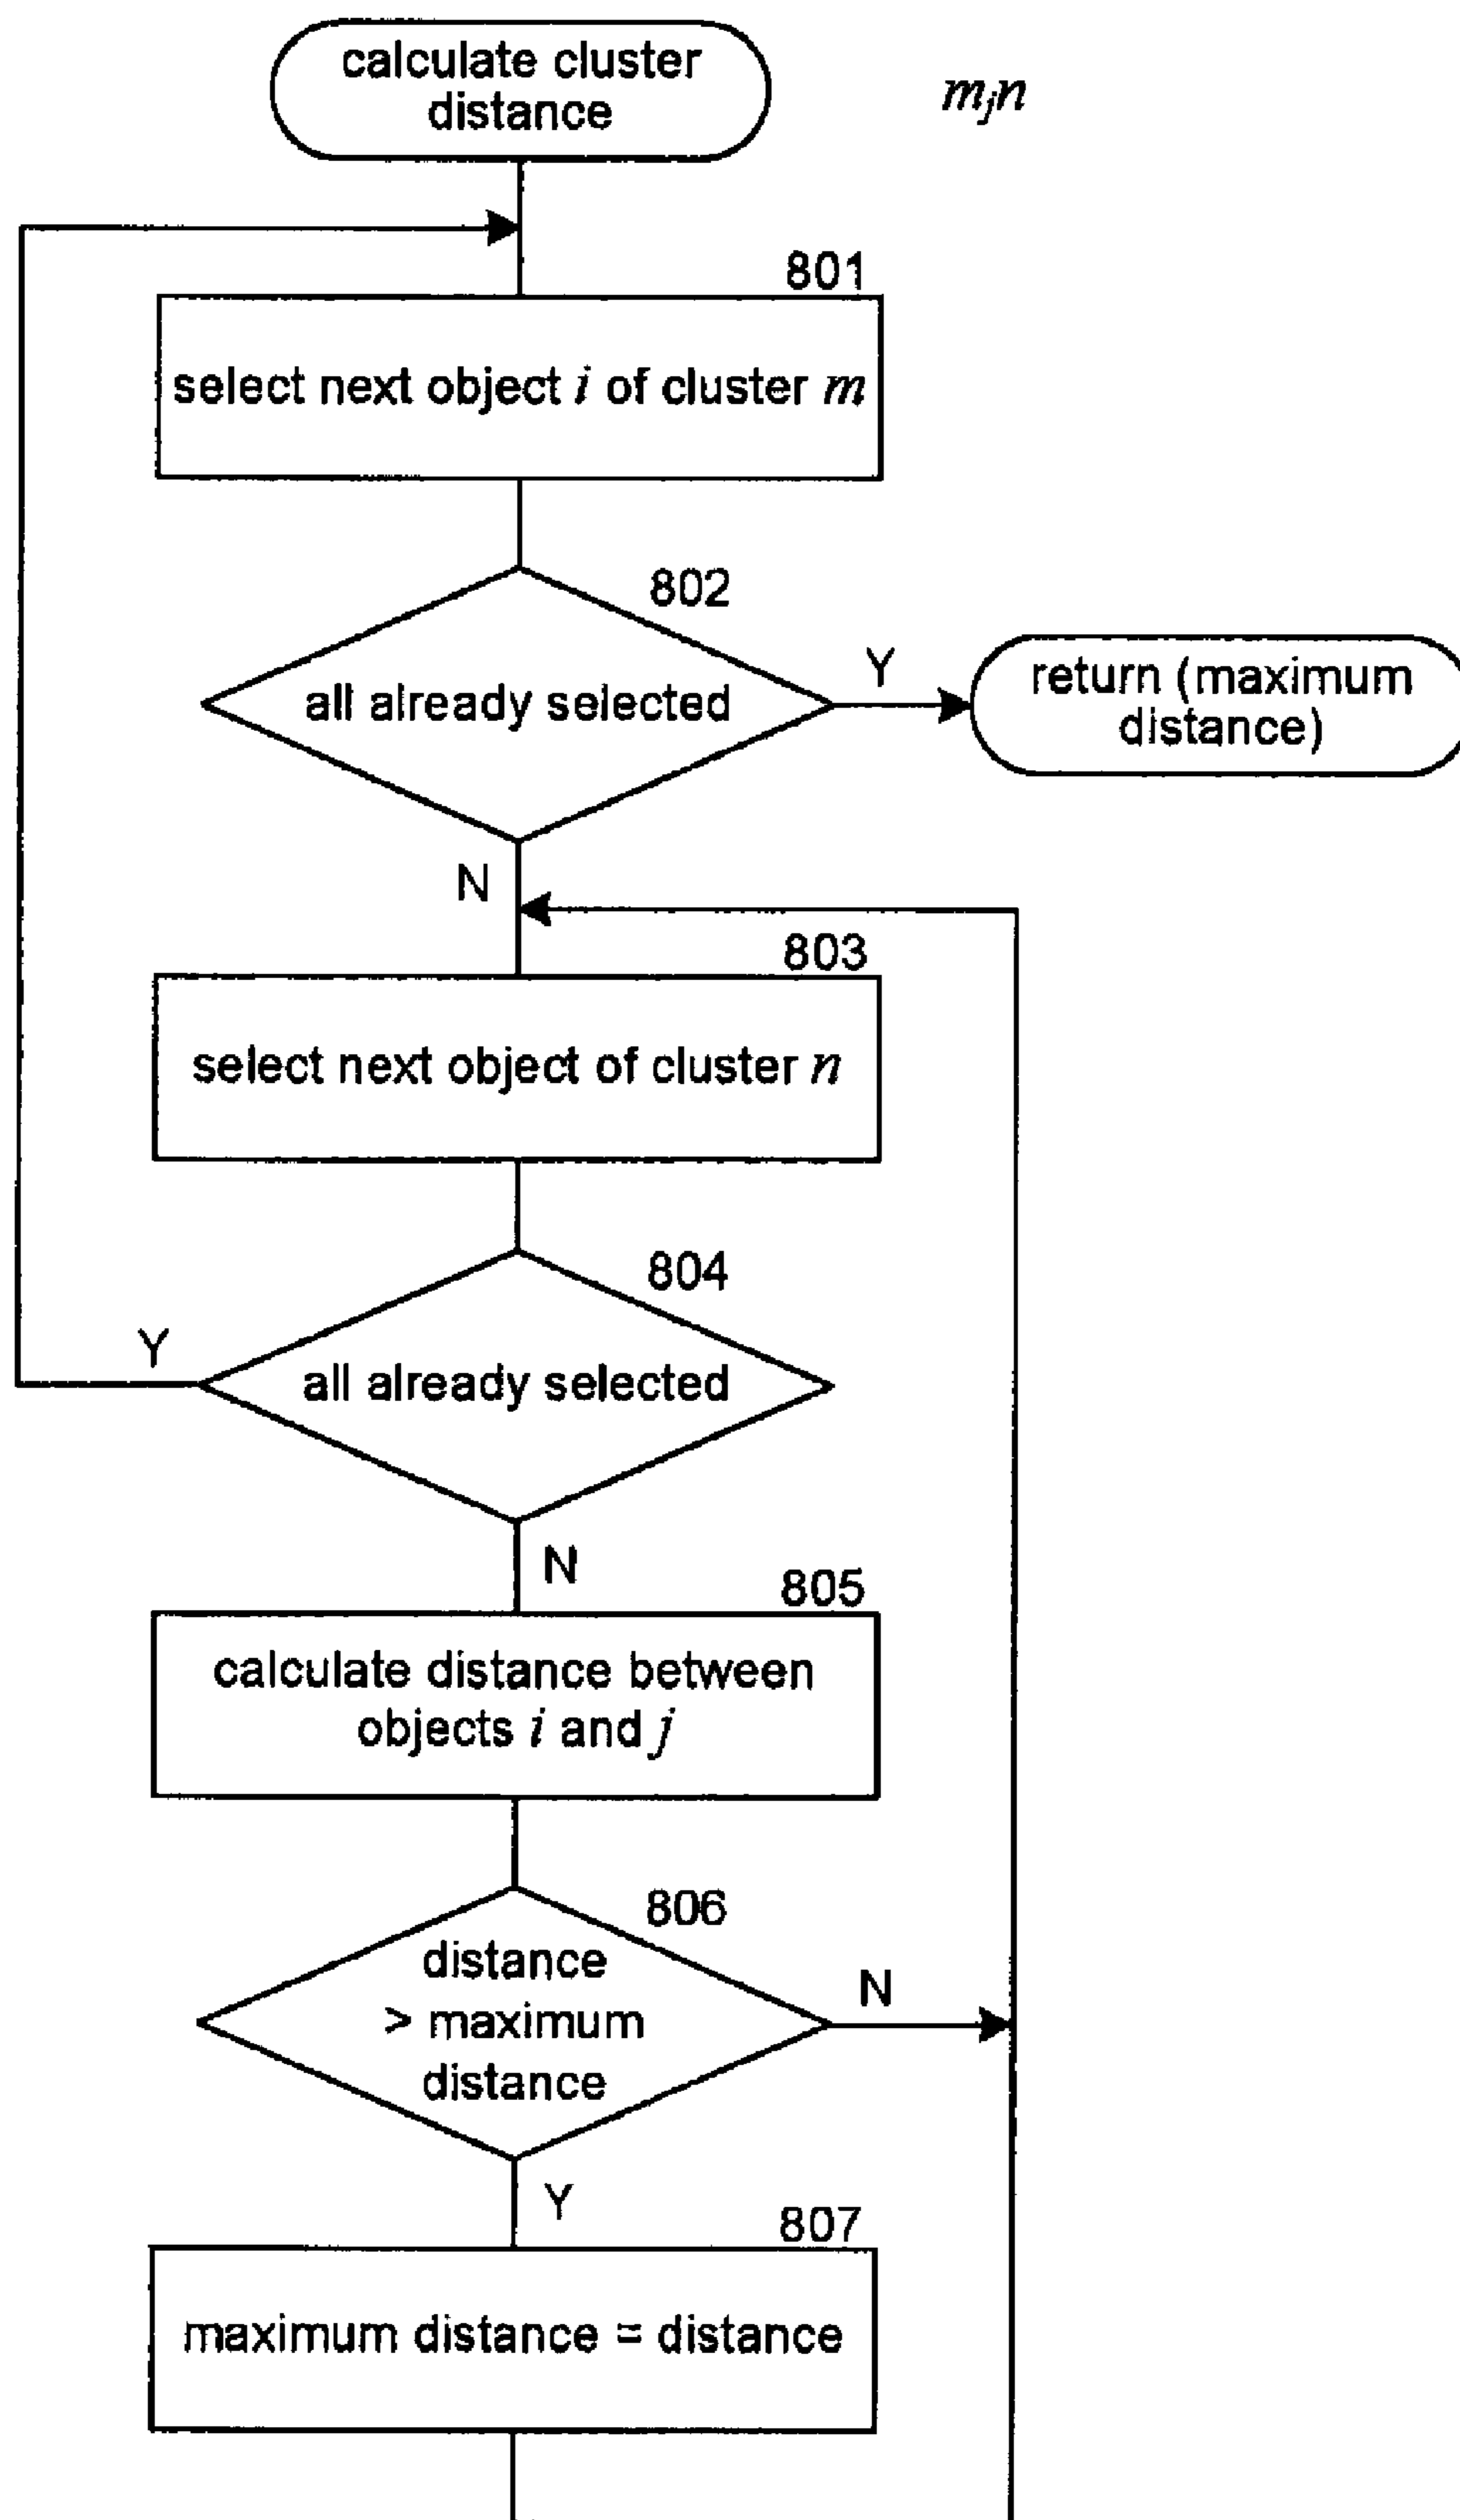 calculate cluster
distance
m,n
801
select next object i of cluster m
802
all already selected
Y
return (maximum
distance)
N
803
select next object of cluster n
804
all already selected
Y
N
805
calculate distance between
objects i and j
806
distance
> maximum
distance
N
Y
807
maximum distance = distance